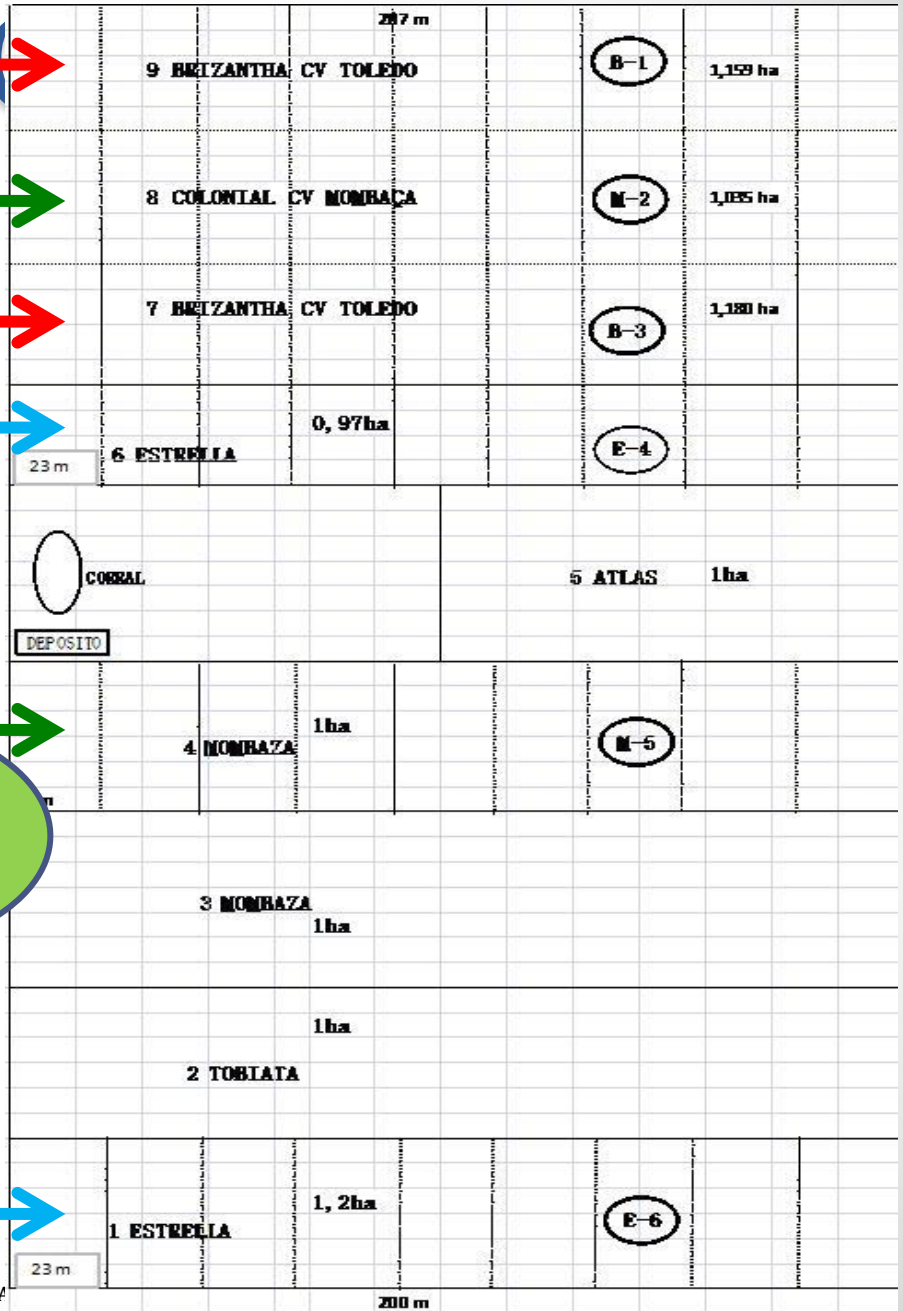 207 m
9 BRIZANTHA CV TOLEDO
B-1
1,159 ha
8 COLONIAL CV MOMBAÇA
M-2
1,035 ha
7 BRIZANTHA CV TOLEDO
B-3
1,180 ha
0,97ha
6 ESTRELLA
E-4
23 m
CORRAL
DEPOSITO
5 ATLAS 1ha
1ha
4 MOMBAZA
M-5
3 MOMBAZA
1ha
1ha
2 TOBIATA
1,2ha
1 ESTRELLA
E-6
23 m
200 m